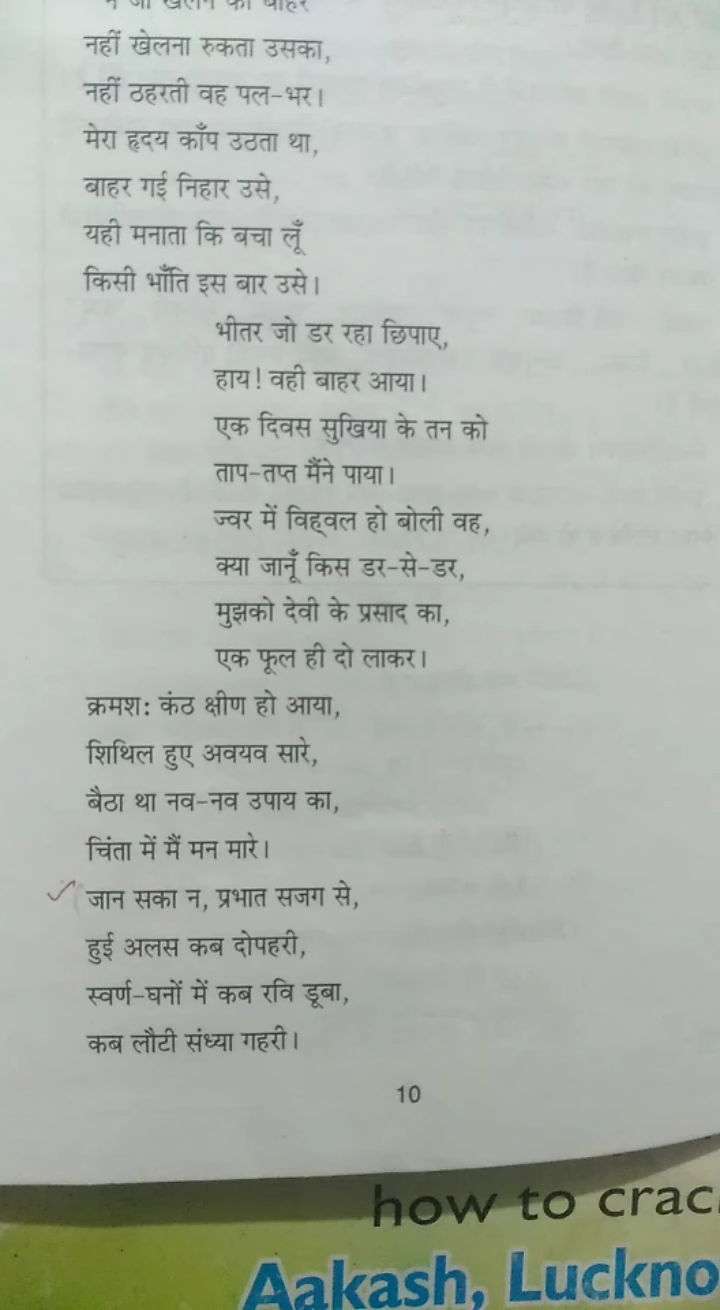 बाहर
नहीं खेलना रुकता उसका,
नहीं ठहरती वह पल-भर।
मेरा हृदय काँप उठता था,
बाहर गई निहार उसे,
यही मनाता कि बचा लूँ
किसी भाँति इस बार उसे।
भीतर जो डर रहा छिपाए,
हाय! वही बाहर आया।
एक दिवस सुखिया के तन को
ताप-तप्त मैंने पाया।
ज्वर में विह्वल हो बोली वह,
क्या जानूँ किस डर-से-डर,
मुझको देवी के प्रसाद का,
एक फूल ही दो लाकर।
क्रमशः कंठ क्षीण हो आया,
शिथिल हुए अवयव सारे,
बैठा था नव-नव उपाय का,
चिंता में मैं मन मारे।
जान सका न, प्रभात सजग से,
हुई अलस कब दोपहरी,
स्वर्ण-घनों में कब रवि डूबा,
कब लौटी संध्या गहरी।
10
how to crac
Aakash, Luckno